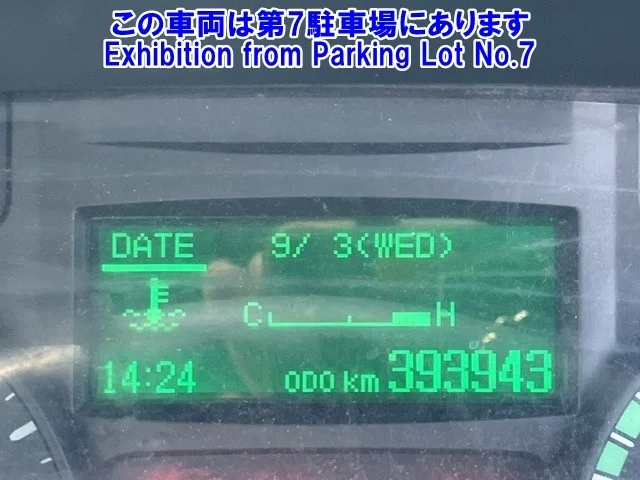 この車両は第7駐車場にあります
Exhibition from Parking Lot No.7
DATE 9/ 3(WED)
C H
14:24 ODO km 393943